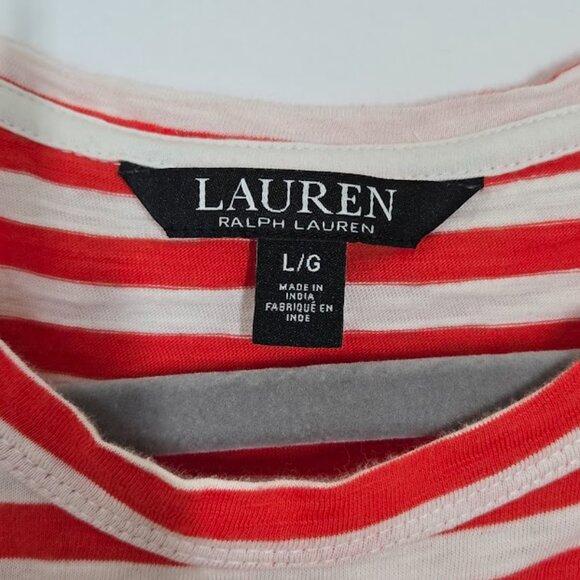 LAUREN
RALPH LAUREN
L/G
MADE IN
INDIA
FABRIQUÉ EN
INDE